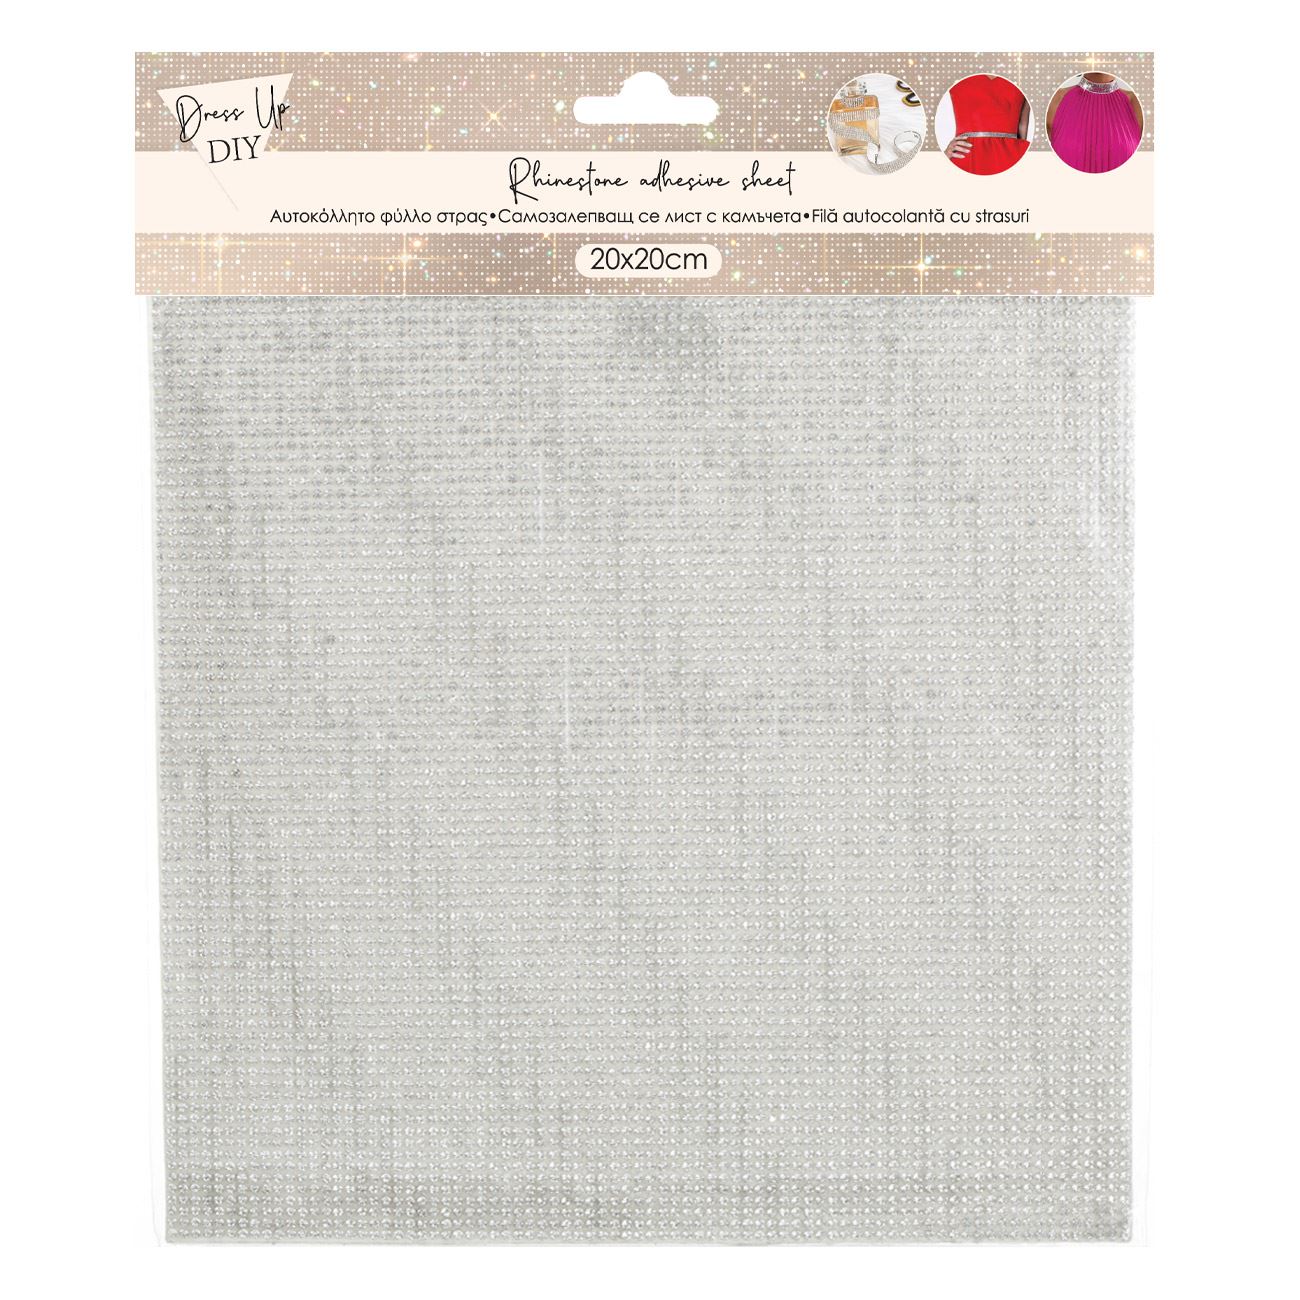 Dress Up
DIY
Rhinestone adhesive sheet
Αυτοκόλλητο φύλλο στρας•Самозалепващ се лист с камъчета•Filă autocolantă cu strasuri
20x20cm